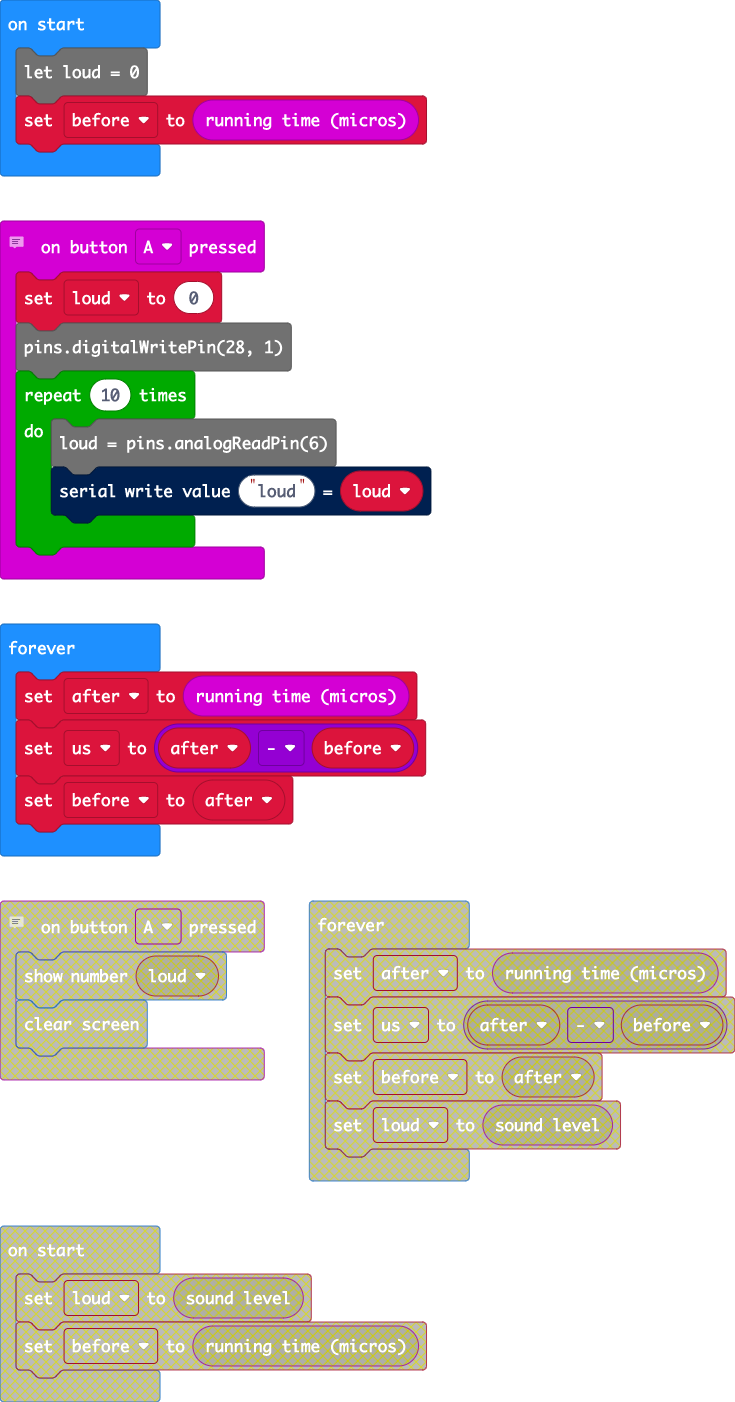 on start
let loud = 0
set before to running time (micros)
on button A pressed
set loud to 0
pins.digitalWritePin(28, 1)
repeat 10 times
do
loud = pins.analogReadPin(6)
serial write value "loud" = loud
forever
set after to running time (micros)
set us to after - before
set before to after
on button A pressed
show number loud
clear screen
forever
set after to running time (micros)
set us to after - before
set before to after
set loud to sound level
on start
set loud to sound level
set before to running time (micros)